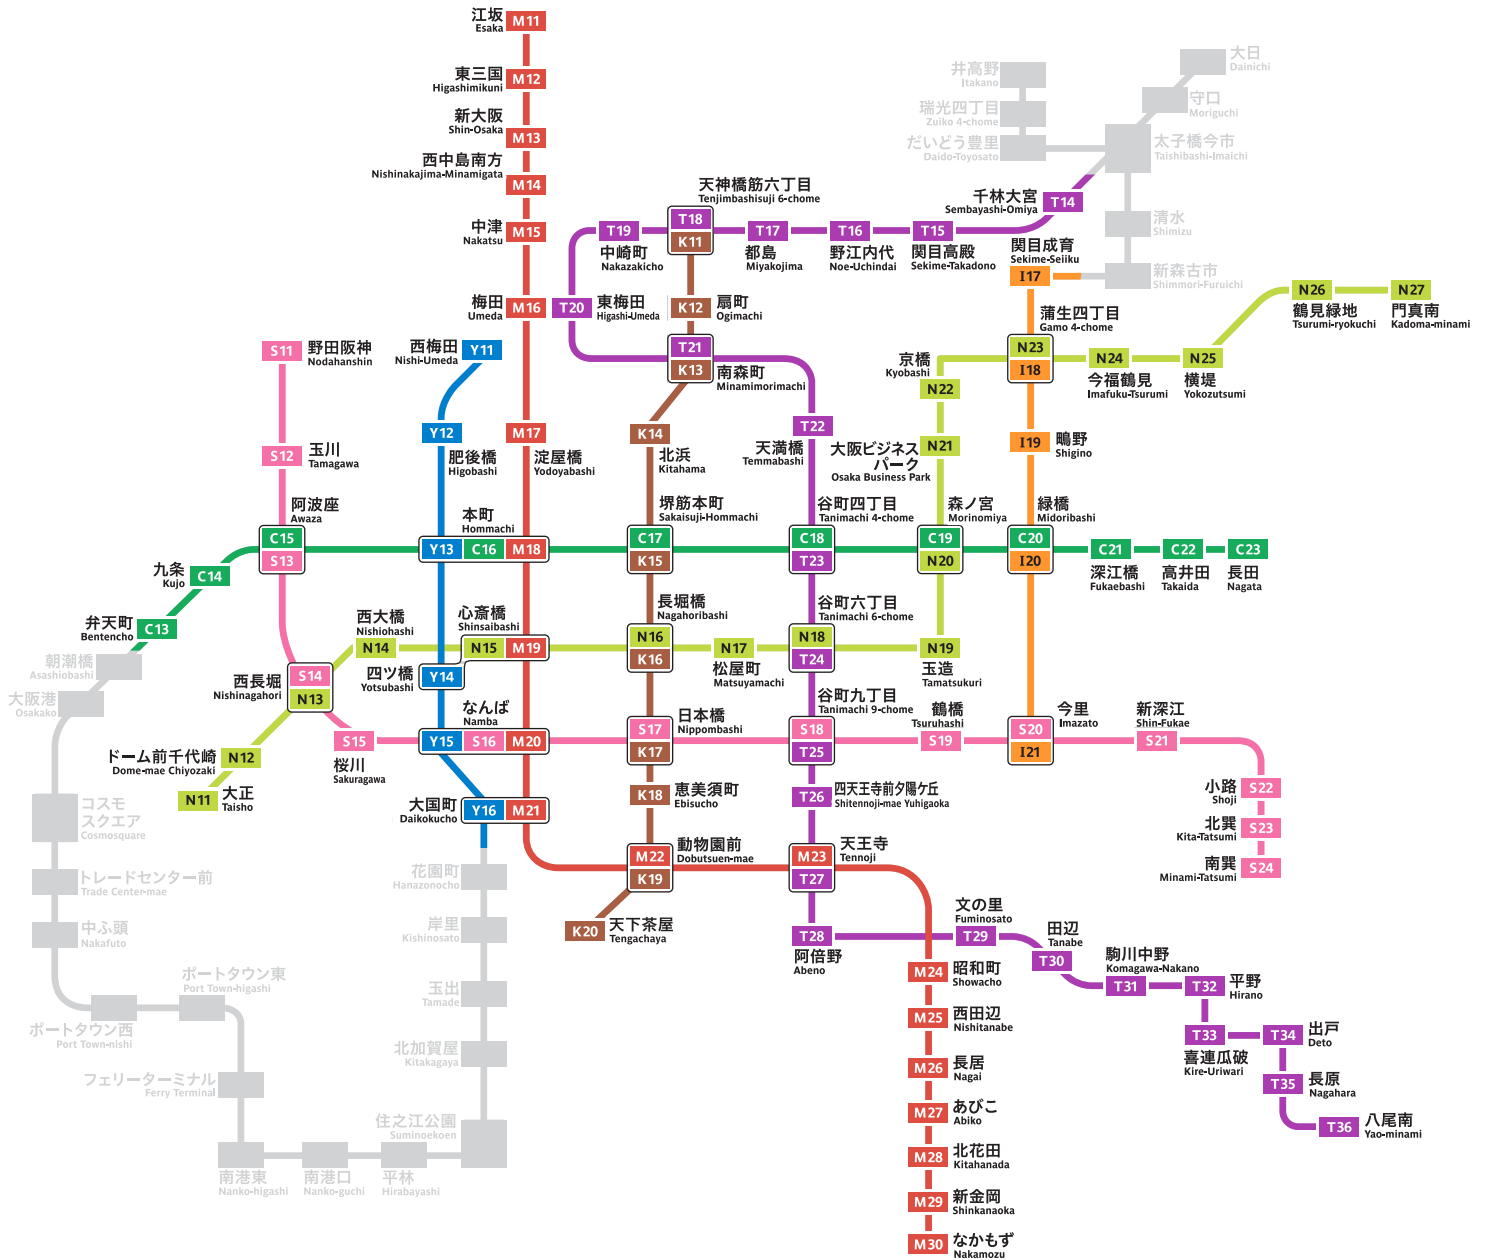 江坂
Esaka
M11
東三国
Higashimikuni
M12
新大阪
Shin-Osaka
M13
西中島南方
Nishinakajima-Minamigata
M14
中津
Nakatsu
M15
梅田
Umeda
M16
M17
淀屋橋
Yodoyabashi
井高野
Itakano
瑞光四丁目
Zuiko 4-chome
だいどう豊里
Daido-Toyosato
大日
Dainichi
守口
Moriguchi
太子橋今市
Taishibashi-Imaichi
清水
Shimizu
新森古市
Shimmori-Furuichi
千林大宮
Sembayashi-Omiya
T14
天神橋筋六丁目
Tenjimbashisuji 6-chome
T18
K11
T19
中崎町
Nakazakicho
T17
都島
Miyakojima
T16
野江内代
Noe-Uchindai
T15
関目高殿
Sekime-Takadono
関目成育
Sekime-Seiiku
I17
T20
東梅田
Higashi-Umeda
K12
扇町
Ogimachi
T21
K13
南森町
Minamimorimachi
蒲生四丁目
Gamo 4-chome
N23
I18
N24
今福鶴見
Imafuku-Tsurumi
N25
横堤
Yokozutsumi
N26
鶴見緑地
Tsurumi-ryokuchi
N27
門真南
Kadoma-minami
京橋
Kyobashi
N22
S11
野田阪神
Nodahanshin
西梅田
Nishi-Umeda
Y11
Y12
肥後橋
Higobashi
K14
北浜
Kitahama
T22
天満橋
Temmabashi
N21
大阪ビジネス
パーク
Osaka Business Park
I19
鴫野
Shigino
S12
玉川
Tamagawa
阿波座
Awaza
C15
S13
本町
Hommachi
Y13
C16
M18
堺筋本町
Sakaisuji-Hommachi
C17
K15
谷町四丁目
Tanimachi 4-chome
C18
T23
森ノ宮
Morinomiya
C19
N20
緑橋
Midoribashi
C20
I20
C21
深江橋
Fukaebashi
C22
高井田
Takaida
C23
長田
Nagata
九条
Kujo
C14
弁天町
Bentencho
C13
朝潮橋
Asashiobashi
大阪港
Osakako
西大橋
Nishiohashi
N14
心斎橋
Shinsaibashi
N15
M19
四ツ橋
Yotsubashi
Y14
長堀橋
Nagahoribashi
N16
K16
N17
松屋町
Matsuyamachi
谷町六丁目
Tanimachi 6-chome
N18
T24
N19
玉造
Tamatsukuri
西長堀
Nishinagahori
S14
N13
S15
桜川
Sakuragawa
なんば
Namba
Y15
S16
M20
日本橋
Nippombashi
S17
K17
谷町九丁目
Tanimachi 9-chome
S18
T25
鶴橋
Tsuruhashi
S19
今里
Imazato
S20
I21
新深江
Shin-Fukae
S21
小路
Shoji
S22
北巽
Kita-Tatsumi
S23
南巽
Minami-Tatsumi
S24
ドーム前千代崎
Dome-mae Chiyozaki
N12
N11
大正
Taisho
大国町
Daikokucho
Y16
M21
K18
恵美須町
Ebisucho
T26
四天王寺前夕陽ケ丘
Shitennoji-mae Yuhigaoka
動物園前
Dobutsuen-mae
M22
K19
天王寺
Tennoji
M23
T27
K20
天下茶屋
Tengachaya
T28
阿倍野
Abeno
文の里
Fuminosato
T29
田辺
Tanabe
T30
駒川中野
Komagawa-Nakano
T31
T32
平野
Hirano
T33
喜連瓜破
Kire-Uriwari
T34
出戸
Deto
T35
長原
Nagahara
T36
八尾南
Yao-minami
M24
昭和町
Showacho
M25
西田辺
Nishitanabe
M26
長居
Nagai
M27
あびこ
Abiko
M28
北花田
Kitahanada
M29
新金岡
Shinkanaoka
M30
なかもず
Nakamozu
コスモ
スクエア
Cosmosquare
トレードセンター前
Trade Center-mae
中ふ頭
Nakafuto
ポートタウン西
Port Town-nishi
ポートタウン東
Port Town-higashi
フェリーターミナル
Ferry Terminal
南港東
Nanko-higashi
南港口
Nanko-guchi
平林
Hirabayashi
住之江公園
Suminoekoen
花園町
Hanazonocho
岸里
Kishinosato
玉出
Tamade
北加賀屋
Kitakagaya